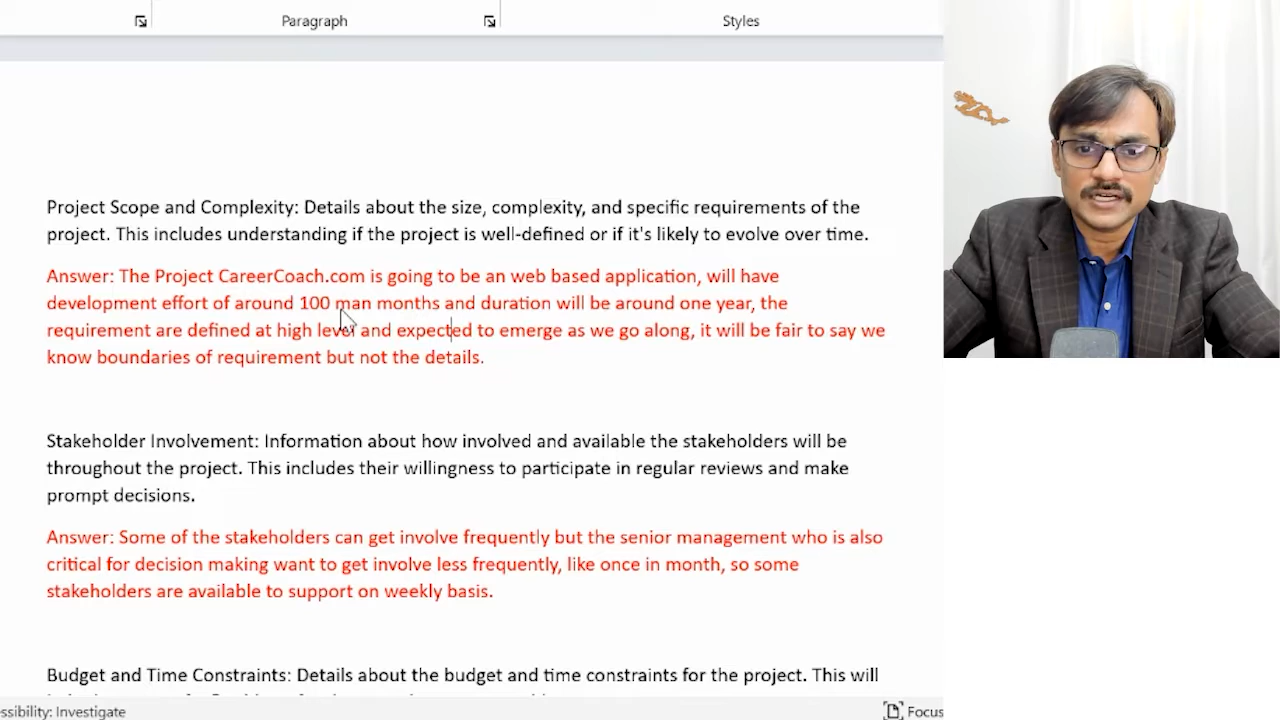 Paragraph
Styles
Project Scope and Complexity: Details about the size, complexity, and specific requirements of the
project. This includes understanding if the project is well-defined or if it's likely to evolve over time.
Answer: The Project CareerCoach.com is going to be an web based application, will have
development effort of around 100 man months and duration will be around one year, the
requirement are defined at high level and expected to emerge as we go along, it will be fair to say we
know boundaries of requirement but not the details.
Stakeholder Involvement: Information about how involved and available the stakeholders will be
throughout the project. This includes their willingness to participate in regular reviews and make
prompt decisions.
Answer: Some of the stakeholders can get involve frequently but the senior management who is also
critical for decision making want to get involve less frequently, like once in month, so some
stakeholders are available to support on weekly basis.
Budget and Time Constraints: Details about the budget and time constraints for the project. This will
ssibility: Investigate
Focus